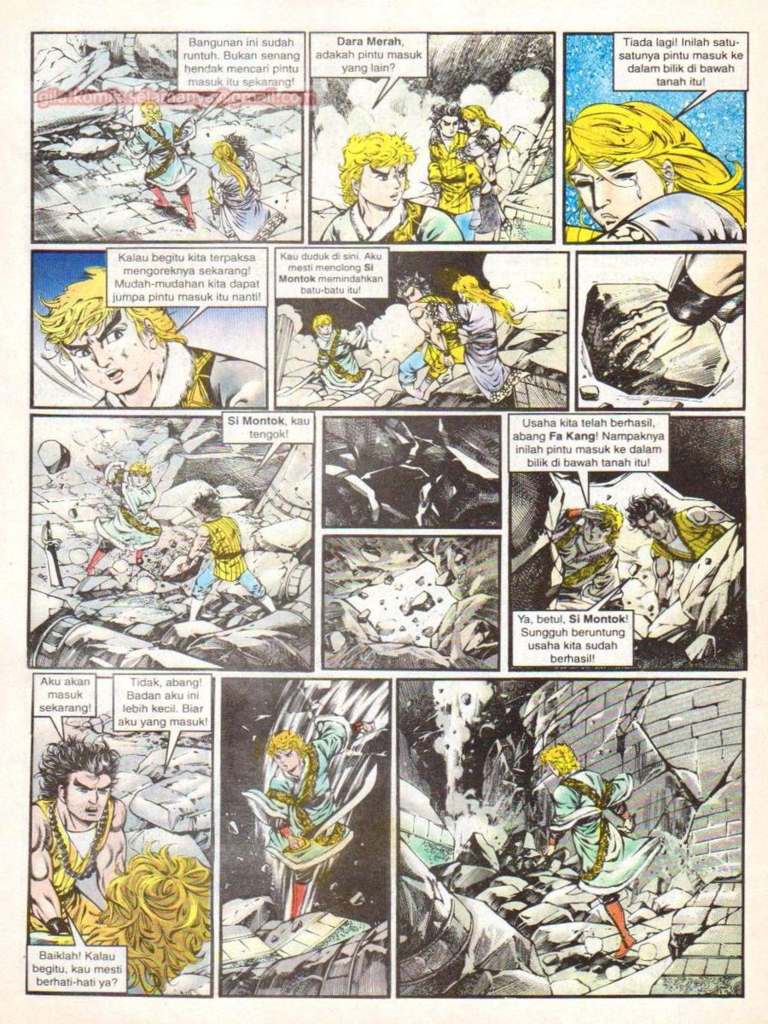 Bangunan ini sudah
runtuh. Bukan senang
hendak mencari pintu
masuk itu sekarang!
Dara Merah,
adakah pintu masuk
yang lain?
Tiada lagi! Inilah satu-
satunya pintu masuk ke
dalam bilik di bawah
tanah itu!
Kalau begitu kita terpaksa
mengoreknya sekarang!
Mudah-mudahan kita dapat
jumpa pintu masuk itu nanti!
Kau duduk di sini. Aku
mesti menolong Si
Montok memindahkan
batu-batu itu!
Si Montok, kau
tengok!
Usaha kita telah berhasil,
abang Fa Kang! Nampaknya
inilah pintu masuk ke dalam
bilik di bawah tanah itu!
Ya, betul, Si Montok!
Sungguh beruntung
usaha kita sudah
berhasil!
Aku akan
masuk
sekarang!
Tidak, abang!
Badan aku ini
lebih kecil. Biar
aku yang masuk!
Baiklah! Kalau
begitu, kau mesti
berhati-hati ya?